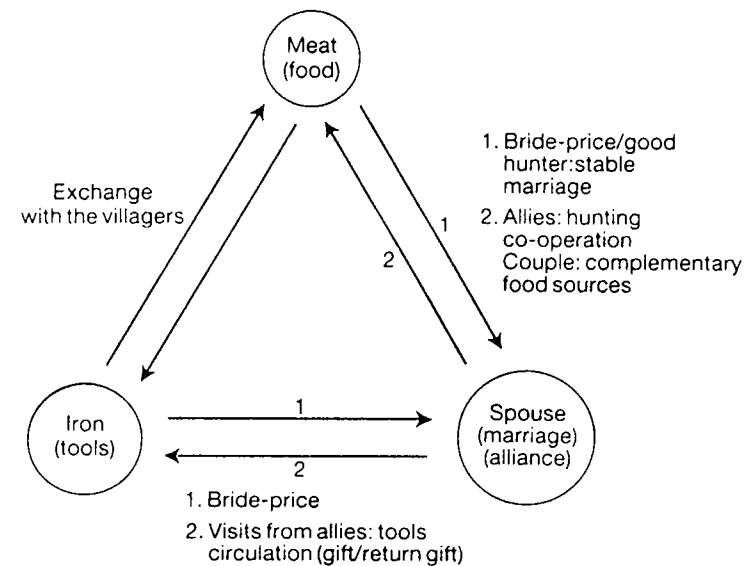 Meat
(food)
Exchange
with the villagers
1. Bride-price/good
hunter:stable
marriage
2. Allies: hunting
co-operation
Couple: complementary
food sources
1
2
Iron
(tools)
1
2
Spouse
(marriage)
(alliance)
1. Bride-price
2. Visits from allies: tools
circulation (gift/return gift)